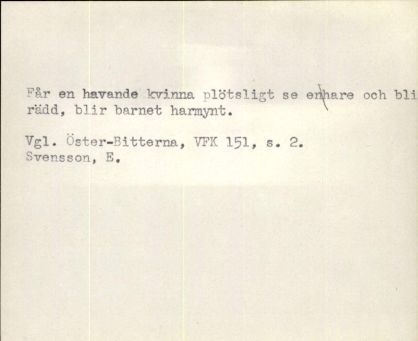 Får en havande kvinna plötsligt se en hare och bli
rädd, blir barnet harmynt.
Vgl. Öster-Bitterna, VFK 151, s. 2.
Svensson, E.